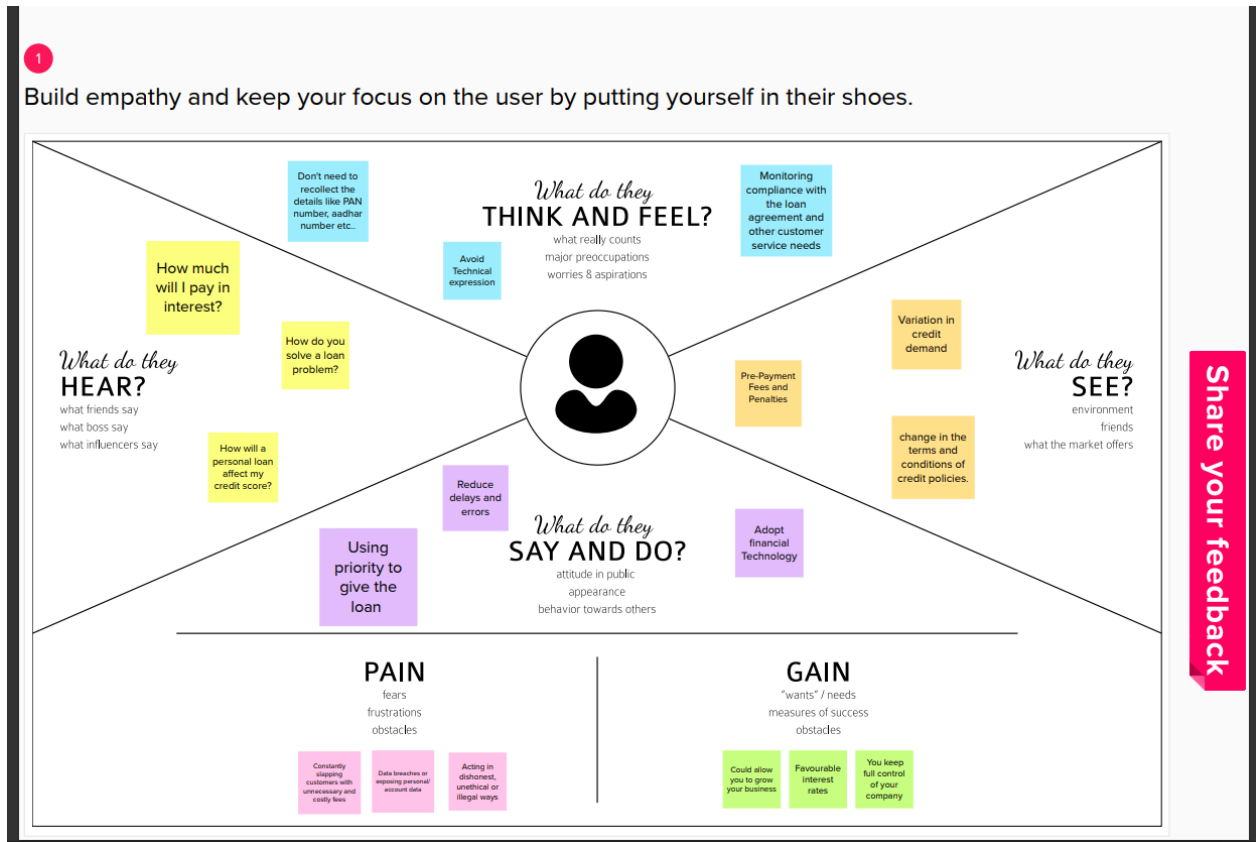 1
Build empathy and keep your focus on the user by putting yourself in their shoes.
Don't need to
recollect the
details like PAN
number, aadhar
number etc..
What do they
THINK AND FEEL?
what really counts
major preoccupations
worries & aspirations
Avoid
Technical
expression
Monitoring
compliance with
the loan
agreement and
other customer
service needs
How much
will I pay in
interest?
How do you
solve a loan
problem?
What do they
HEAR?
what friends say
what boss say
what influencers say
How will a
personal loan
affect my
credit score?
Variation in
credit
demand
Pre-Payment
Fees and
Penalties
What do they
SEE?
environment
friends
what the market offers
change in the
terms and
conditions of
credit policies.
Reduce
delays and
errors
Using
priority to
give the
loan
What do they
SAY AND DO?
attitude in public
appearance
behavior towards others
Adopt
financial
Technology
PAIN
fears
frustrations
obstacles
Constantly
slapping
customers with
unnecessary and
costly fees
Data breaches or
exposing personal/
account data
Acting in
dishonest,
unethical or
illegal ways
GAIN
"wants" / needs
measures of success
obstacles
Could allow
you to grow
your business
Favourable
interest
rates
You keep
full control
of your
company
Share your feedback